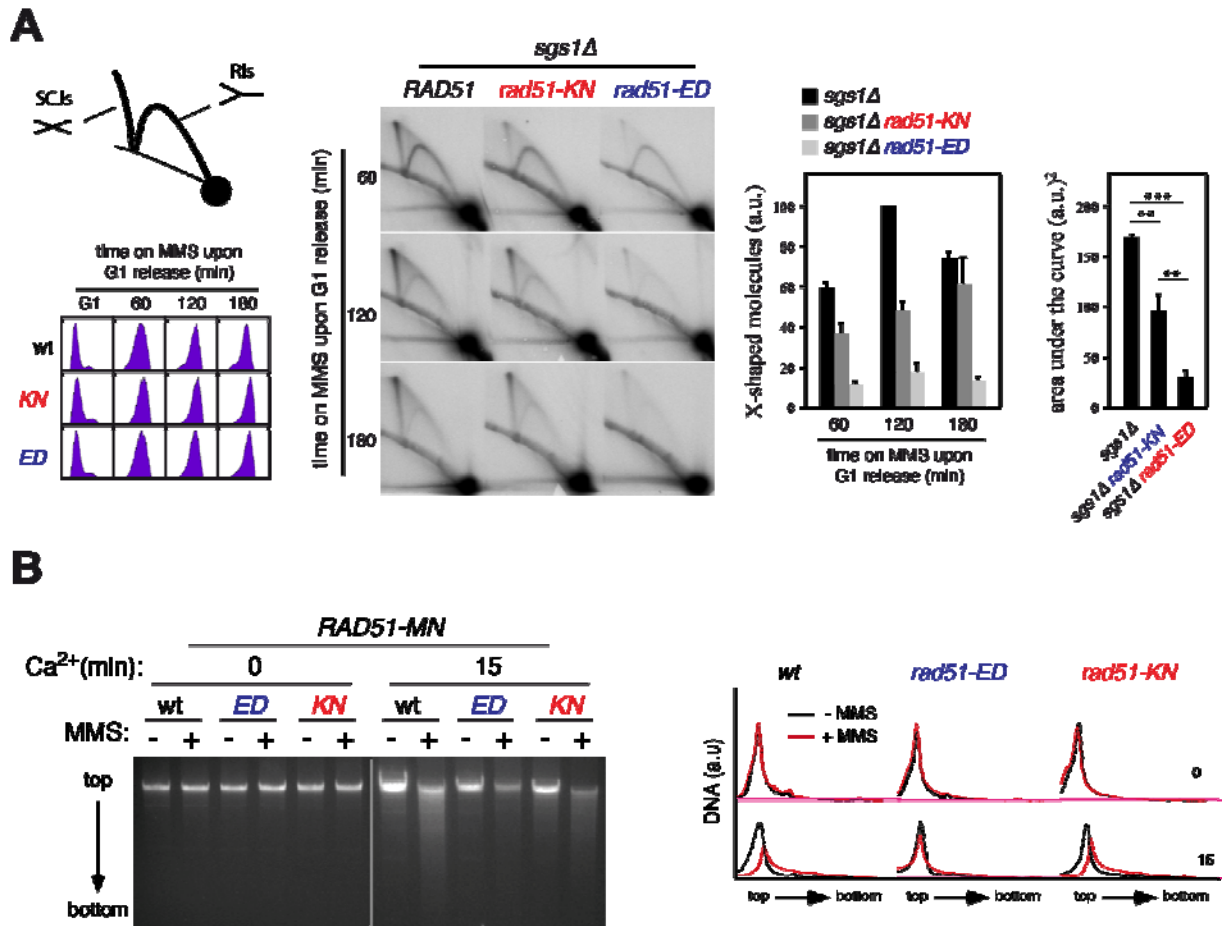 A
SCJs
RIs
time on MMS upon
G1 release (min)
G1 60 120 180
wt
KN
ED
sgs1Δ
RAD51 rad51-KN rad51-ED
time on MMS upon G1 release (min)
60
120
180
sgs1Δ
sgs1Δ rad51-KN
sgs1Δ rad51-ED
X-shaped molecules (a.u.)
100
80
60
40
20
0
60 120 180
time on MMS upon
G1 release (min)
area under the curve (a.u.)²
200
150
100
50
0
***
**
**
sgs1Δ
sgs1Δ rad51-KN
sgs1Δ rad51-ED
B
RAD51-MN
Ca²⁺(min): 0 15
wt ED KN wt ED KN
MMS: - + - + - + - + - + - +
top
bottom
wt rad51-ED rad51-KN
- MMS
+ MMS
DNA (a.u)
0
15
top bottom top bottom top bottom